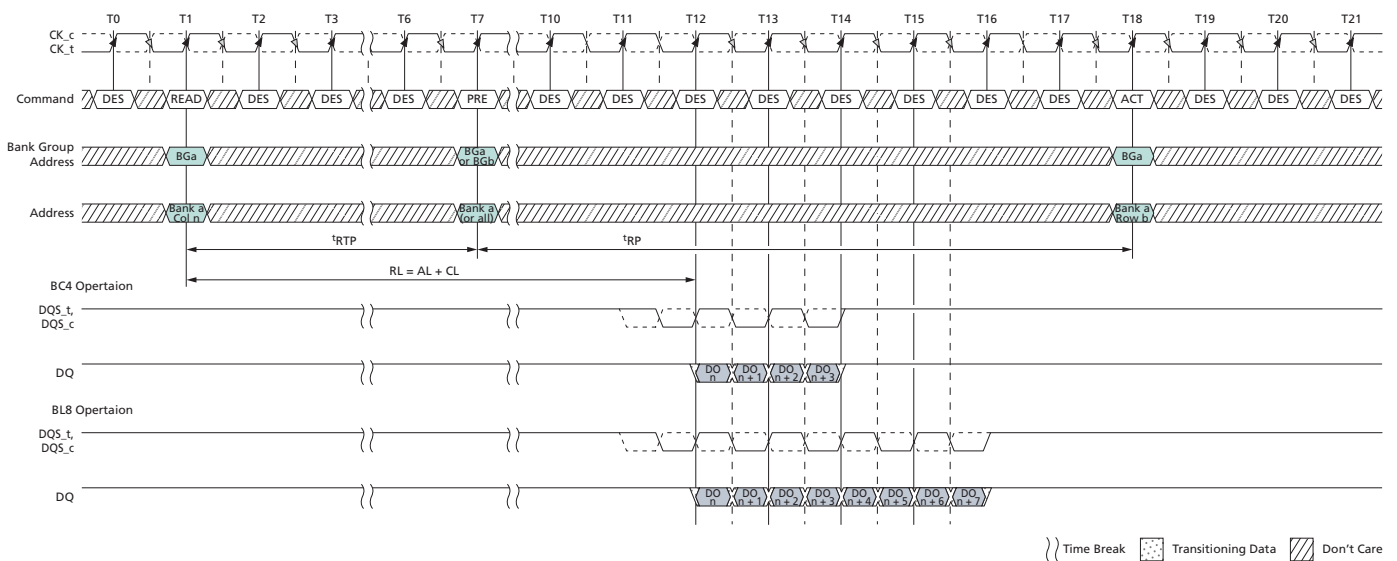 T0 T1 T2 T3 T6 T7 T10 T11 T12 T13 T14 T15 T16 T17 T18 T19 T20 T21
CK_c
CK_t
Command DES READ DES DES DES PRE DES DES DES DES DES DES DES DES ACT DES DES DES
Bank Group
Address
BGa
BGa
or BGb
BGa
Address
Bank a
Col n
Bank a
(or all)
Bank a
Row b
tRTP tRP
RL = AL + CL
BC4 Opertaion
DQS_t,
DQS_c
DQ
DO
n
DO
n + 1
DO
n + 2
DO
n + 3
BL8 Opertaion
DQS_t,
DQS_c
DQ
DO
n
DO
n + 1
DO
n + 2
DO
n + 3
DO
n + 4
DO
n + 5
DO
n + 6
DO
n + 7
Time Break Transitioning Data Don't Care